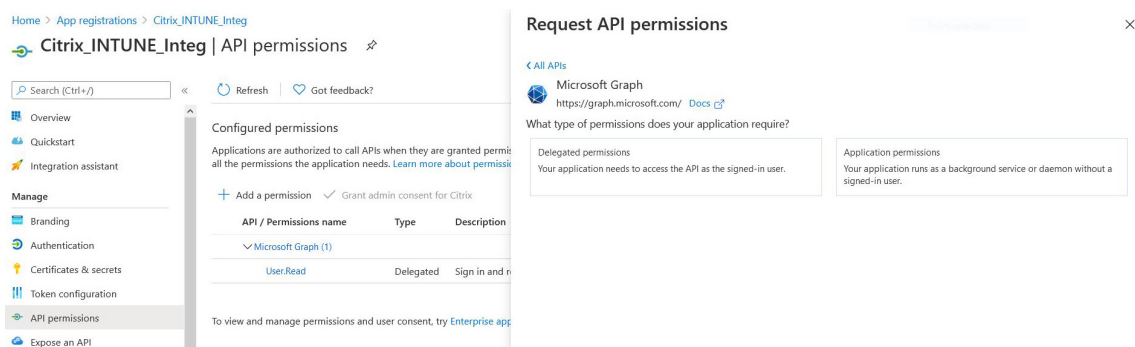 Home > App registrations > Citrix_INTUNE_Integ
Citrix_INTUNE_Integ | API permissions
Search (Ctrl+/)
«
Overview
Quickstart
Integration assistant
Manage
Branding
Authentication
Certificates & secrets
Token configuration
API permissions
Expose an API
Refresh
Got feedback?
Configured permissions
Applications are authorized to call APIs when they are granted permis
all the permissions the application needs. Learn more about permissio
Add a permission
Grant admin consent for Citrix
API / Permissions name Type Description
Microsoft Graph (1)
User.Read Delegated Sign in and r
To view and manage permissions and user consent, try Enterprise app
Request API permissions
All APIs
Microsoft Graph
https://graph.microsoft.com/ Docs
What type of permissions does your application require?
Delegated permissions
Your application needs to access the API as the signed-in user.
Application permissions
Your application runs as a background service or daemon without a
signed-in user.